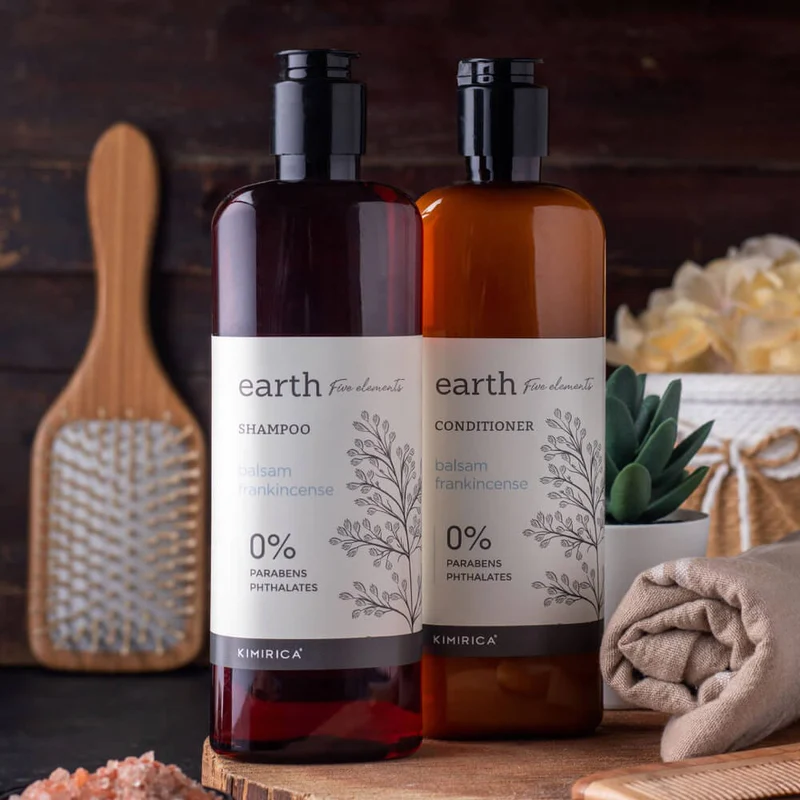 earth Five elements
SHAMPOO
balsam
frankincense
0%
PARABENS
PHTHALATES
KIMIRICA
earth Five elements
CONDITIONER
balsam
frankincense
0%
PARABENS
PHTHALATES
KIMIRICA